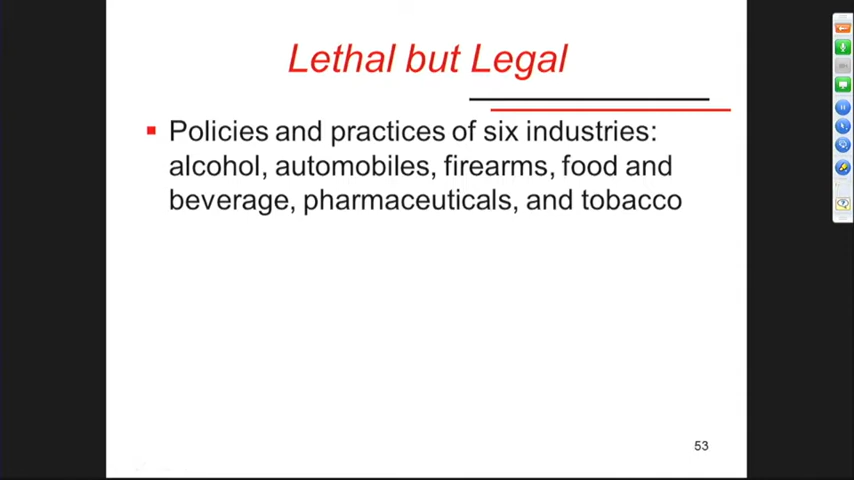 Lethal but Legal
Policies and practices of six industries:
alcohol, automobiles, firearms, food and
beverage, pharmaceuticals, and tobacco
53